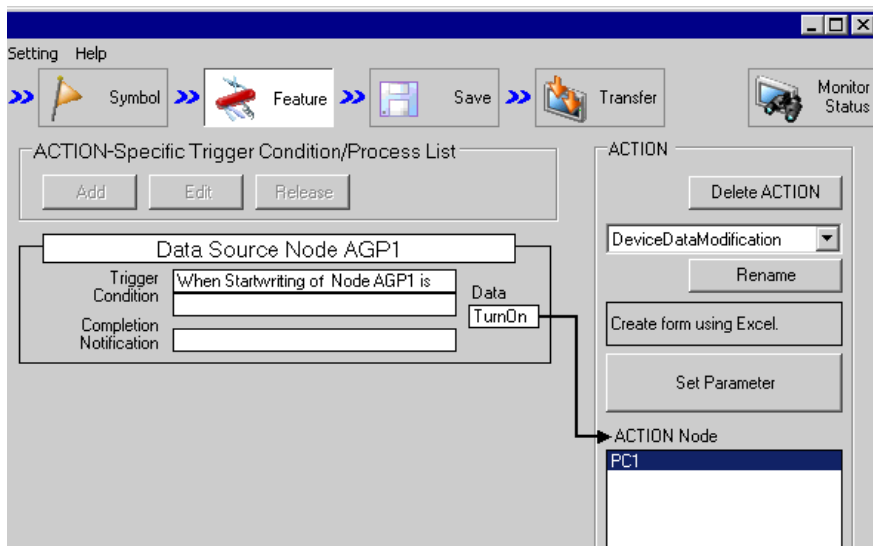 Setting Help
Symbol Feature Save Transfer Monitor
Status
ACTION-Specific Trigger Condition/Process List
Add Edit Release
Data Source Node AGP1
Trigger
Condition
When Startwriting of Node AGP1 is
Completion
Notification
Data
TurnOn
ACTION
Delete ACTION
DeviceDataModification
Rename
Create form using Excel.
Set Parameter
ACTION Node
PC1